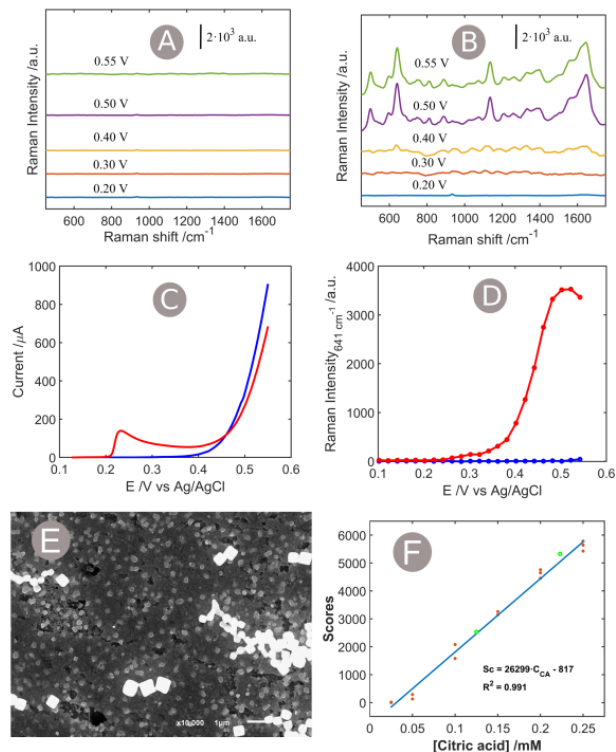 A
2·10³ a.u.
0.55 V
0.50 V
0.40 V
0.30 V
0.20 V
Raman Intensity /a.u.
600 800 1000 1200 1400 1600
Raman shift /cm⁻¹
B
2·10³ a.u.
0.55 V
0.50 V
0.40 V
0.30 V
0.20 V
Raman Intensity /a.u.
600 800 1000 1200 1400 1600
Raman shift /cm⁻¹
C
1000
800
600
400
200
0
Current /μA
0.1 0.2 0.3 0.4 0.5 0.6
E /V vs Ag/AgCl
D
4000
3000
2000
1000
0
Raman Intensity641 cm⁻¹ /a.u.
0.1 0.2 0.3 0.4 0.5 0.6
E /V vs Ag/AgCl
E
x10,000 1μm
F
6000
5000
4000
3000
2000
1000
0
Scores
Sc = 26299·CCA - 817
R² = 0.991
0 0.05 0.1 0.15 0.2 0.25
[Citric acid] /mM